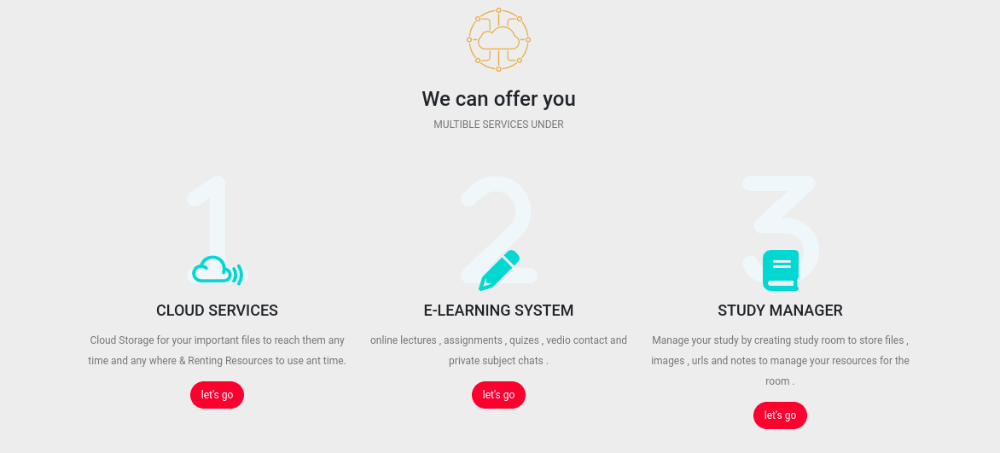 We can offer you
MULTIBLE SERVICES UNDER
1
2
3
CLOUD SERVICES
Cloud Storage for your important files to reach them any
time and any where & Renting Resources to use ant time.
let's go
E-LEARNING SYSTEM
online lectures , assignments , quizes , vedio contact and
private subject chats .
let's go
STUDY MANAGER
Manage your study by creating study room to store files ,
images , urls and notes to manage your resources for the
room .
let's go